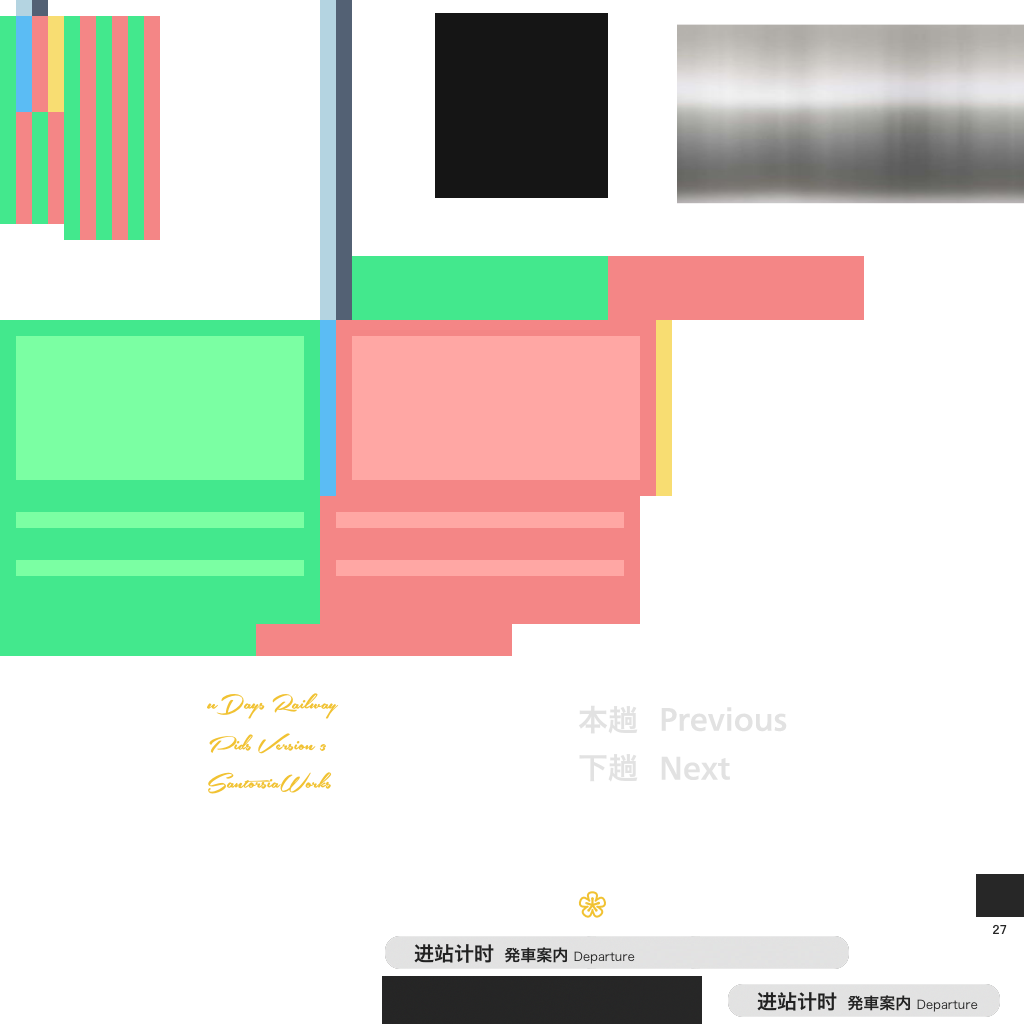 n Days Railway
Pids Version 3
SantorsiaWorks
本趟 Previous
下趟 Next
27
进站计时 発車案内 Departure
进站计时 発車案内 Departure